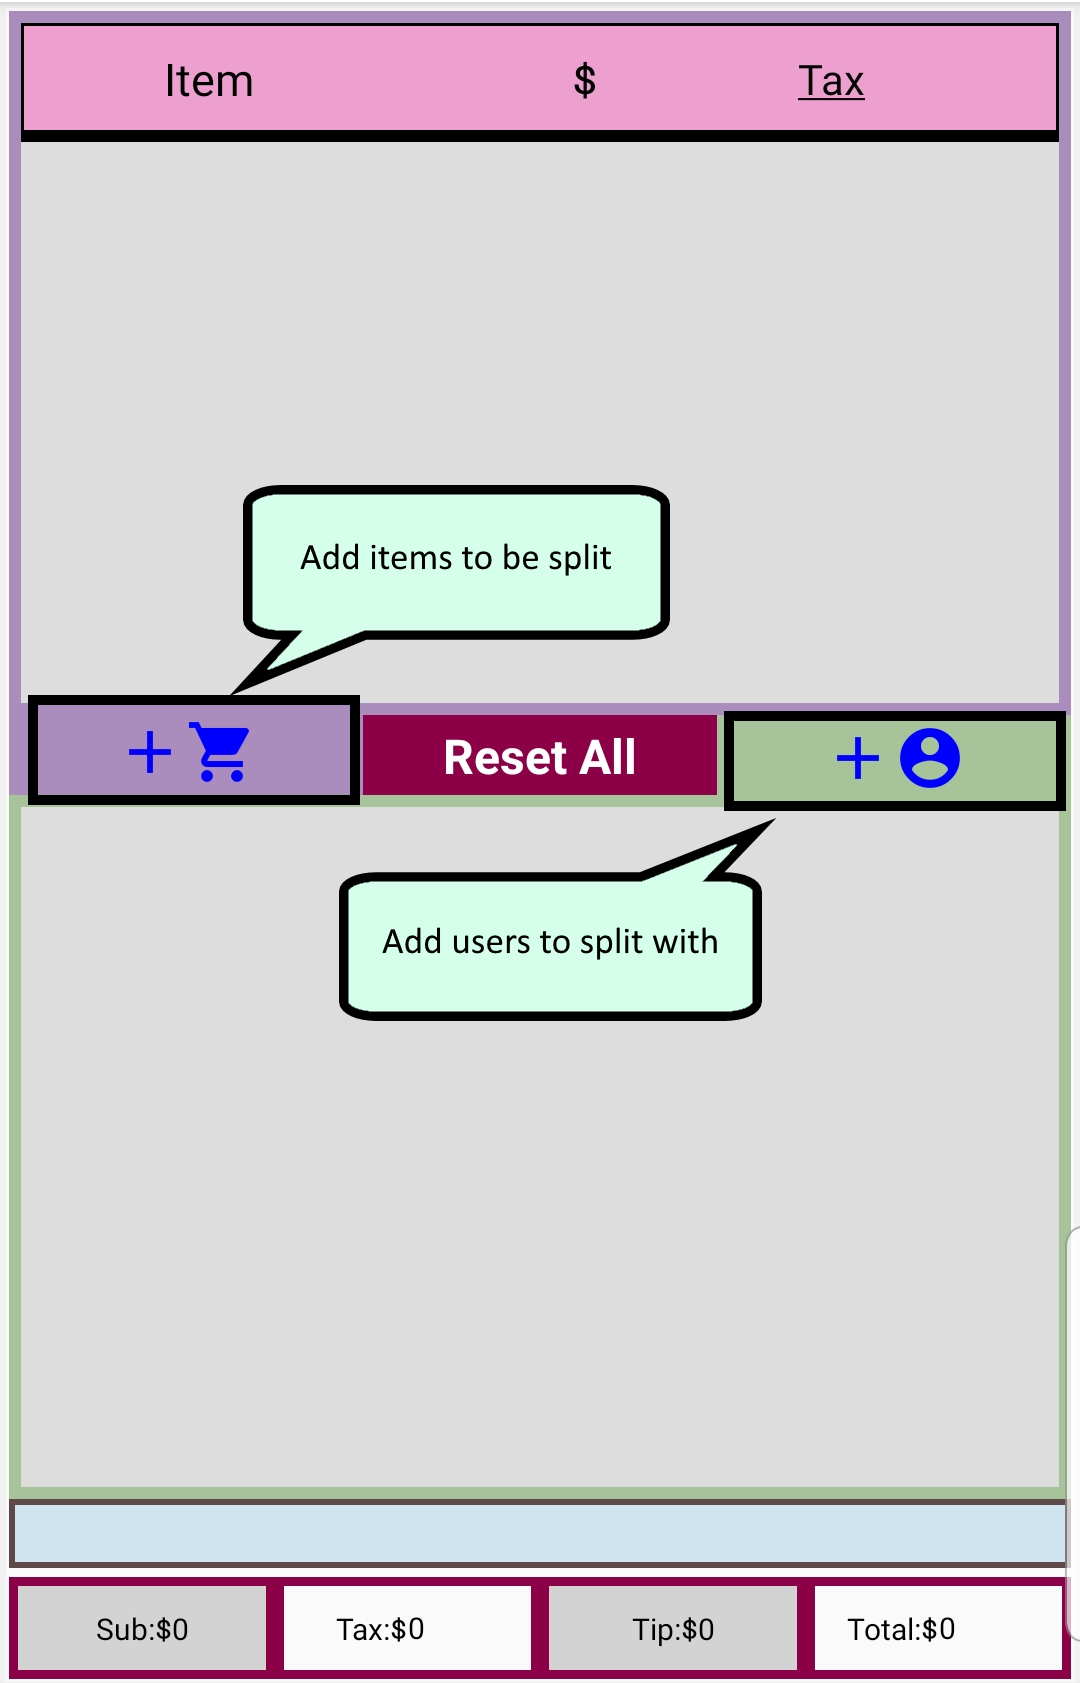 Item $ Tax
Add items to be split
+ Reset All +
Add users to split with
Sub:$0 Tax:$0 Tip:$0 Total:$0